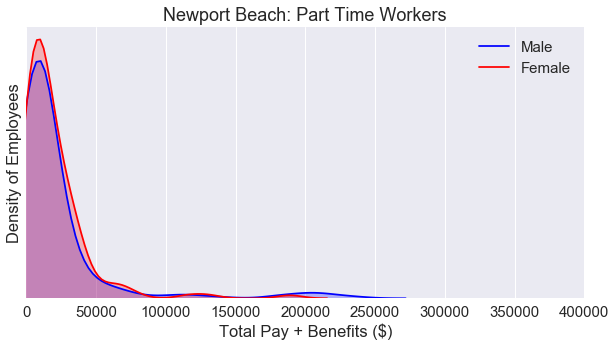 Newport Beach: Part Time Workers
Male
Female
Density of Employees
0 50000 100000 150000 200000 250000 300000 350000 400000
Total Pay + Benefits ($)